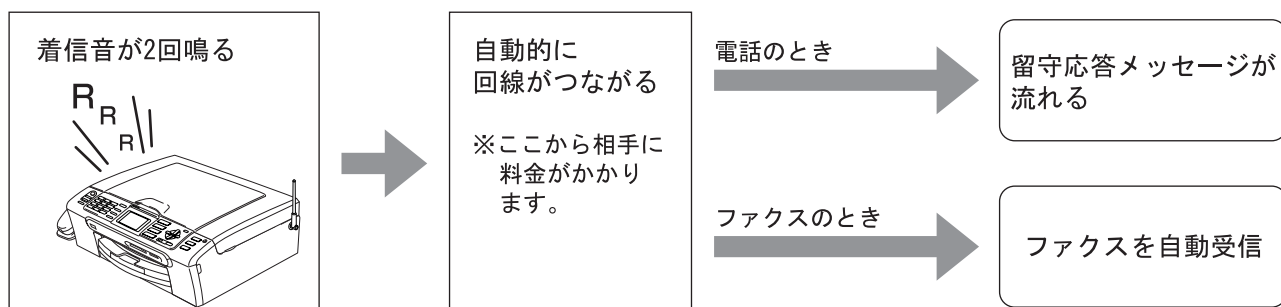 着信音が2回鳴る
R
R
R
自動的に
回線がつながる
※ここから相手に
料金がかかり
ます。
電話のとき
留守応答メッセージが
流れる
ファクスのとき
ファクスを自動受信